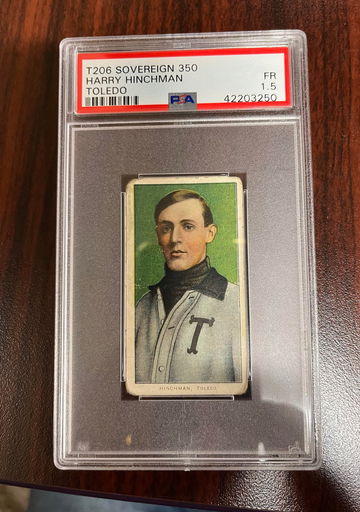 T206 SOVEREIGN 350
HARRY HINCHMAN FR
TOLEDO 1.5
PSA 42203250
T
HINCHMAN, TOLEDO